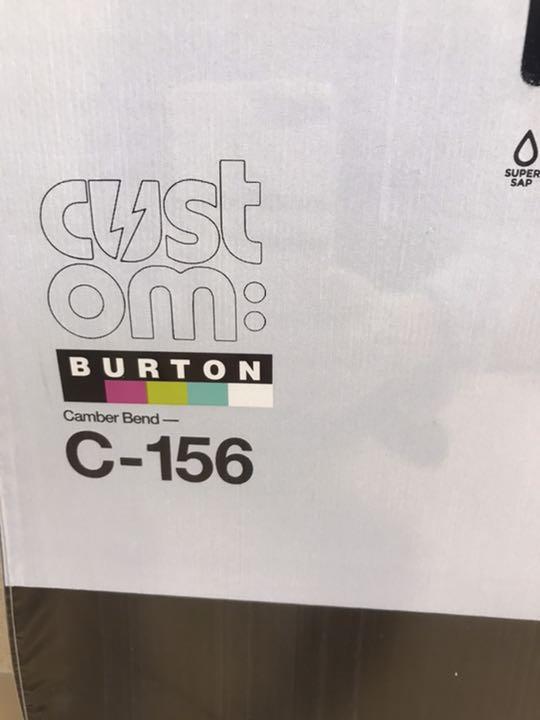 cust
om:
BURTON
Camber Bend —
C-156
SUPER
SAP